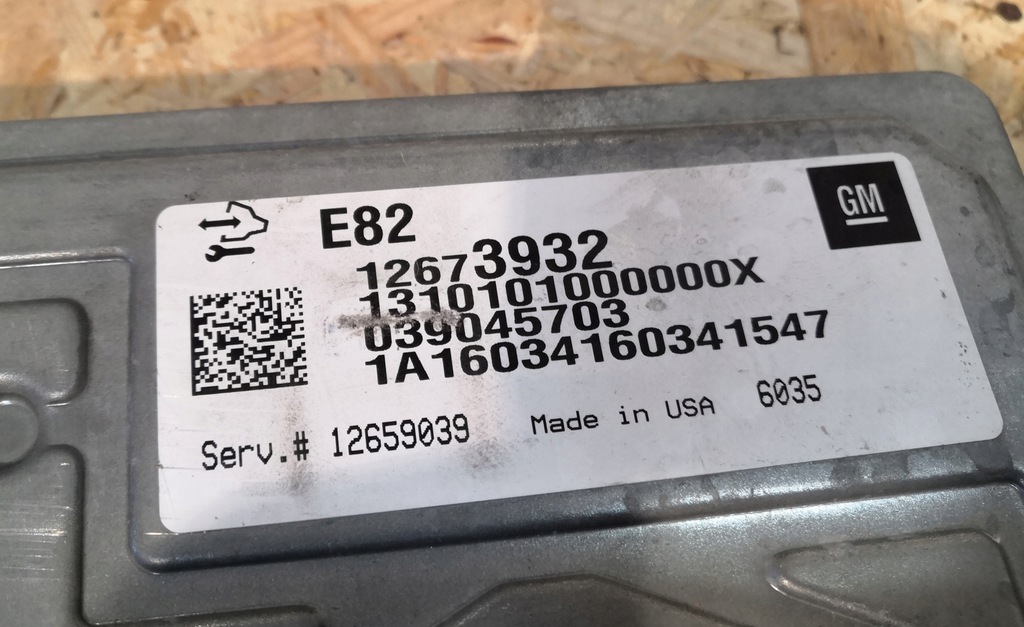 E82
GM
12673932
1310101000000X
039045703
1A16034160341547
Serv.# 12659039 Made in USA 6035